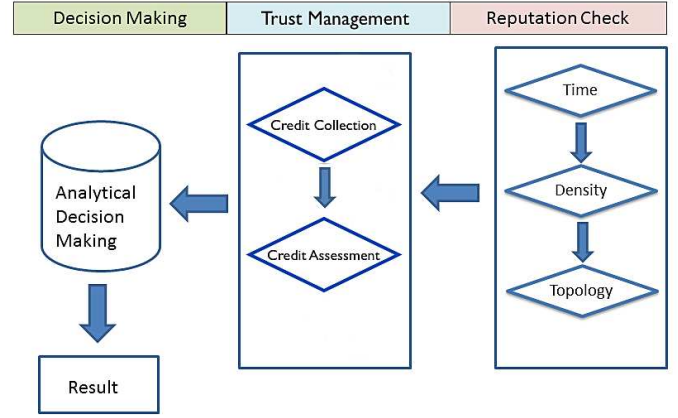 Decision Making
Trust Management
Reputation Check
Analytical
Decision
Making
Result
Credit Collection
Credit Assessment
Time
Density
Topology